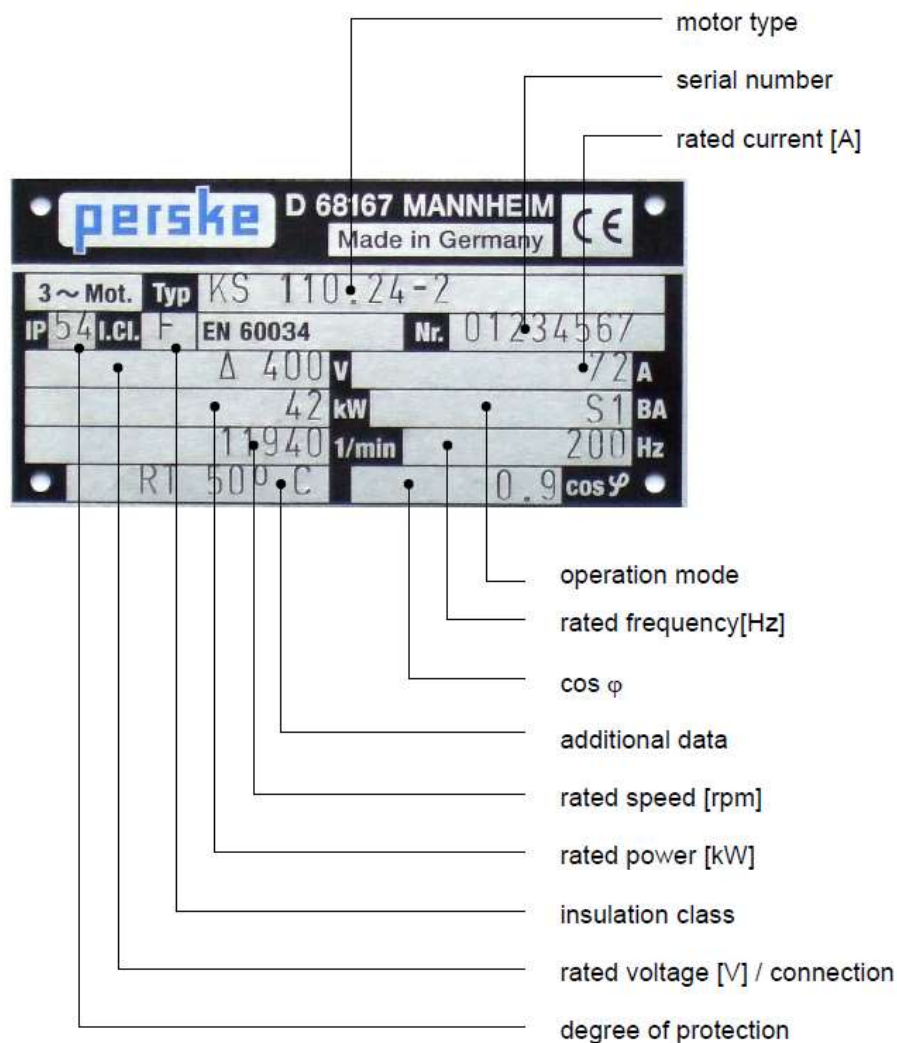 motor type
serial number
rated current [A]
perske D 68167 MANNHEIM CE
Made in Germany
3~ Mot. Typ KS 110.24-2
IP 54 I.Cl. F EN 60034 Nr. 01234567
Δ 400 V 72 A
42 kW S1 BA
11940 1/min 200 Hz
RT 50º C 0.9 cosφ
operation mode
rated frequency[Hz]
cos φ
additional data
rated speed [rpm]
rated power [kW]
insulation class
rated voltage [V] / connection
degree of protection